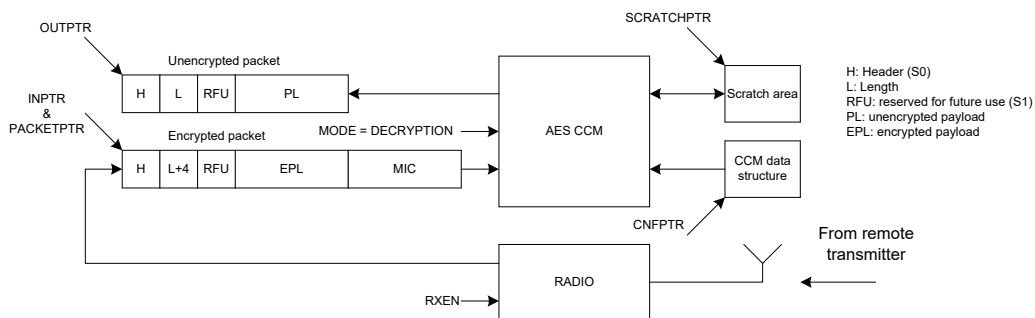 OUTPTR
SCRATCHPTR
Unencrypted packet
H L RFU PL
INPTR
&
PACKETPTR
Encrypted packet
H L+4 RFU EPL MIC
MODE = DECRYPTION
AES CCM
Scratch area
CCM data
structure
CNFPTR
H: Header (S0)
L: Length
RFU: reserved for future use (S1)
PL: unencrypted payload
EPL: encrypted payload
From remote
transmitter
RADIO
RXEN